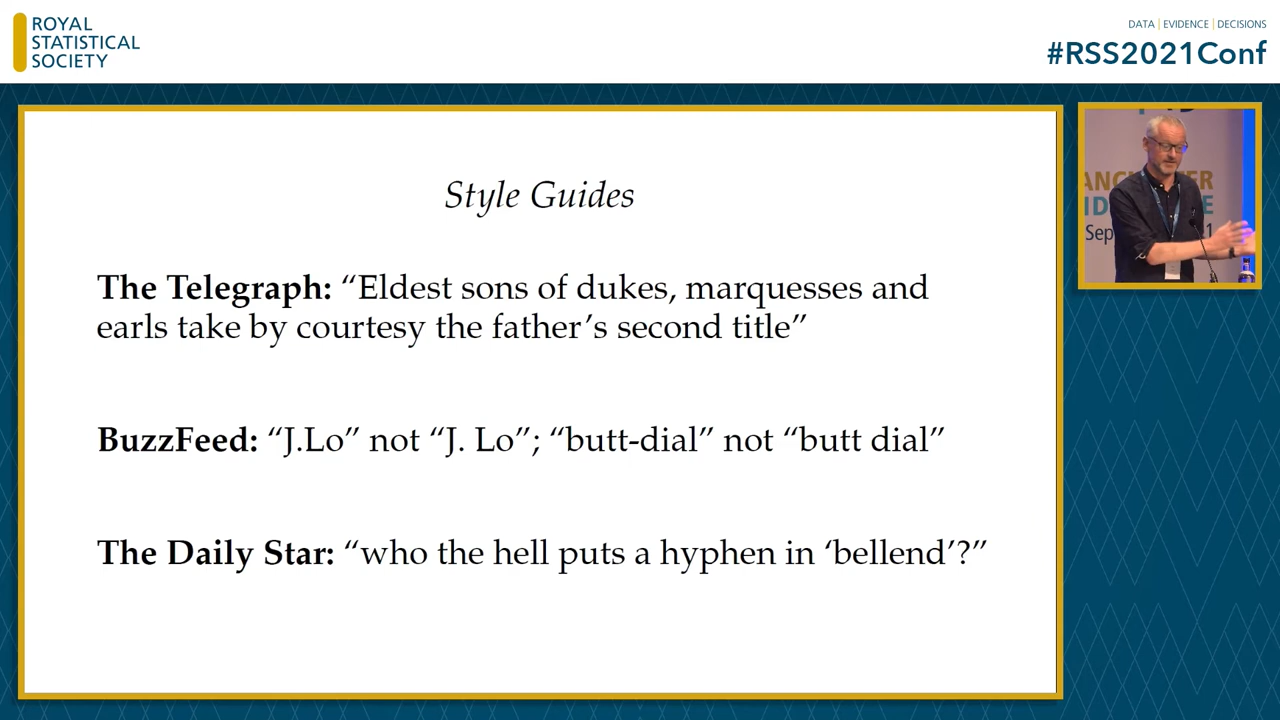 ROYAL
STATISTICAL
SOCIETY
DATA | EVIDENCE | DECISIONS
#RSS2021Conf
Style Guides
The Telegraph: “Eldest sons of dukes, marquesses and
earls take by courtesy the father’s second title”
BuzzFeed: “J.Lo” not “J. Lo”; “butt-dial” not “butt dial”
The Daily Star: “who the hell puts a hyphen in ‘bellend’?”